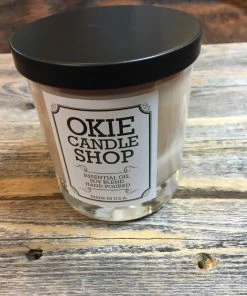 OKIE
CANDLE
SHOP
ESSENTIAL OIL
SOY BLEND
HAND POURED
MADE IN U.S.A.